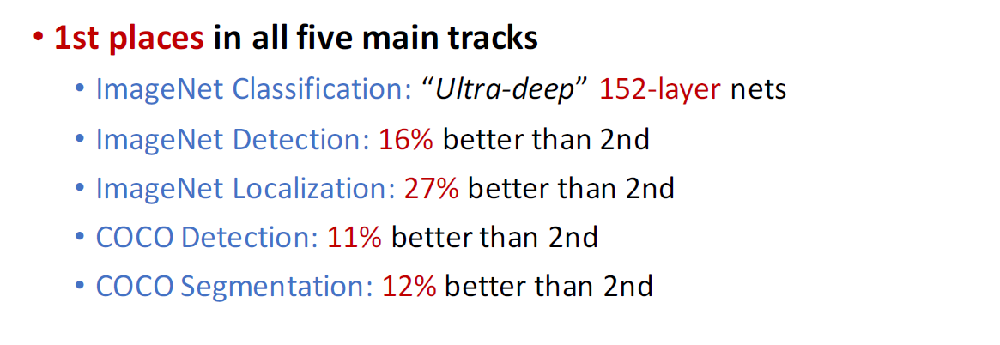 • 1st places in all five main tracks
• ImageNet Classification: “Ultra-deep” 152-layer nets
• ImageNet Detection: 16% better than 2nd
• ImageNet Localization: 27% better than 2nd
• COCO Detection: 11% better than 2nd
• COCO Segmentation: 12% better than 2nd